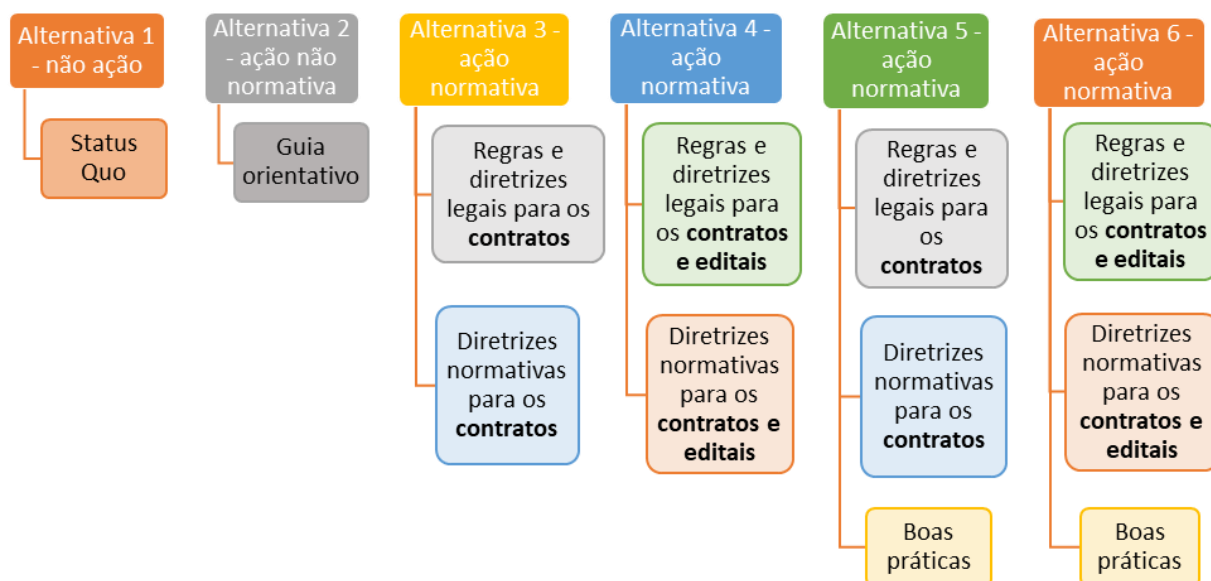 Alternativa 1
- não ação
Status
Quo
Alternativa 2
- ação não
normativa
Guia
orientativo
Alternativa 3 -
ação
normativa
Regras e
diretrizes
legais para os
contratos
Diretrizes
normativas
para os
contratos
Alternativa 4 -
ação
normativa
Regras e
diretrizes
legais para
os contratos
e editais
Diretrizes
normativas
para os
contratos e
editais
Alternativa 5 -
ação
normativa
Regras e
diretrizes
legais para
os
contratos
Diretrizes
normativas
para os
contratos
Boas
práticas
Alternativa 6 -
ação
normativa
Regras e
diretrizes
legais para
os contratos
e editais
Diretrizes
normativas
para os
contratos e
editais
Boas
práticas